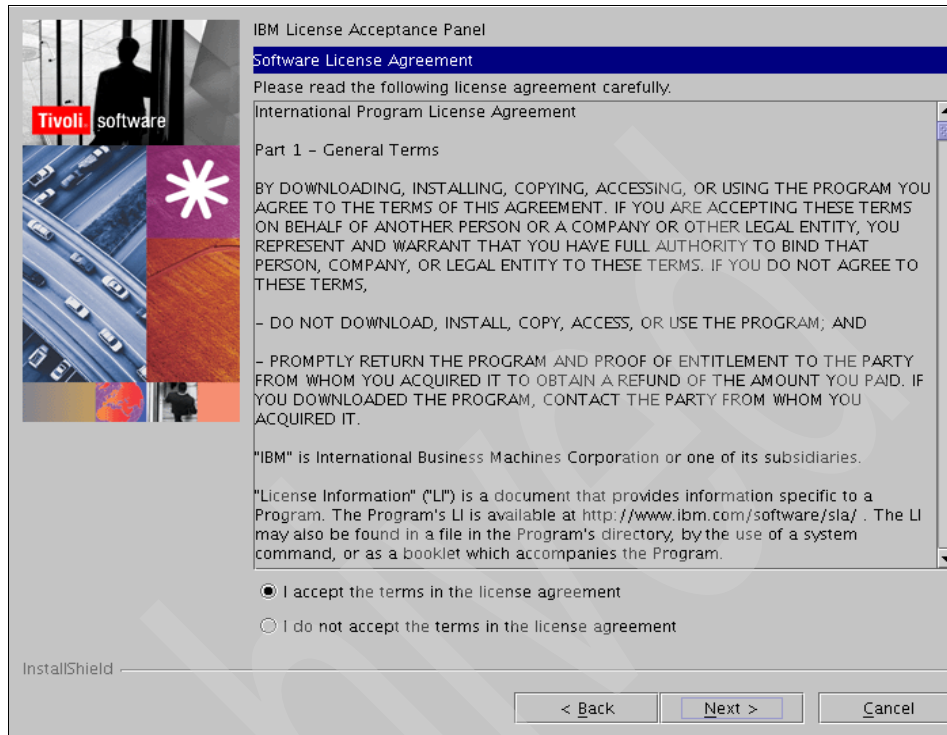 IBM License Acceptance Panel
Software License Agreement
Please read the following license agreement carefully.
Tivoli software
International Program License Agreement
Part 1 – General Terms
BY DOWNLOADING, INSTALLING, COPYING, ACCESSING, OR USING THE PROGRAM YOU
AGREE TO THE TERMS OF THIS AGREEMENT. IF YOU ARE ACCEPTING THESE TERMS
ON BEHALF OF ANOTHER PERSON OR A COMPANY OR OTHER LEGAL ENTITY, YOU
REPRESENT AND WARRANT THAT YOU HAVE FULL AUTHORITY TO BIND THAT
PERSON, COMPANY, OR LEGAL ENTITY TO THESE TERMS. IF YOU DO NOT AGREE TO
THESE TERMS,
– DO NOT DOWNLOAD, INSTALL, COPY, ACCESS, OR USE THE PROGRAM; AND
– PROMPTLY RETURN THE PROGRAM AND PROOF OF ENTITLEMENT TO THE PARTY
FROM WHOM YOU ACQUIRED IT TO OBTAIN A REFUND OF THE AMOUNT YOU PAID. IF
YOU DOWNLOADED THE PROGRAM, CONTACT THE PARTY FROM WHOM YOU
ACQUIRED IT.
"IBM" is International Business Machines Corporation or one of its subsidiaries.
"License Information" ("LI") is a document that provides information specific to a
Program. The Program's LI is available at http://www.ibm.com/software/sla/ . The LI
may also be found in a file in the Program's directory, by the use of a system
command, or as a booklet which accompanies the Program.
I accept the terms in the license agreement
I do not accept the terms in the license agreement
InstallShield
< Back
Next >
Cancel